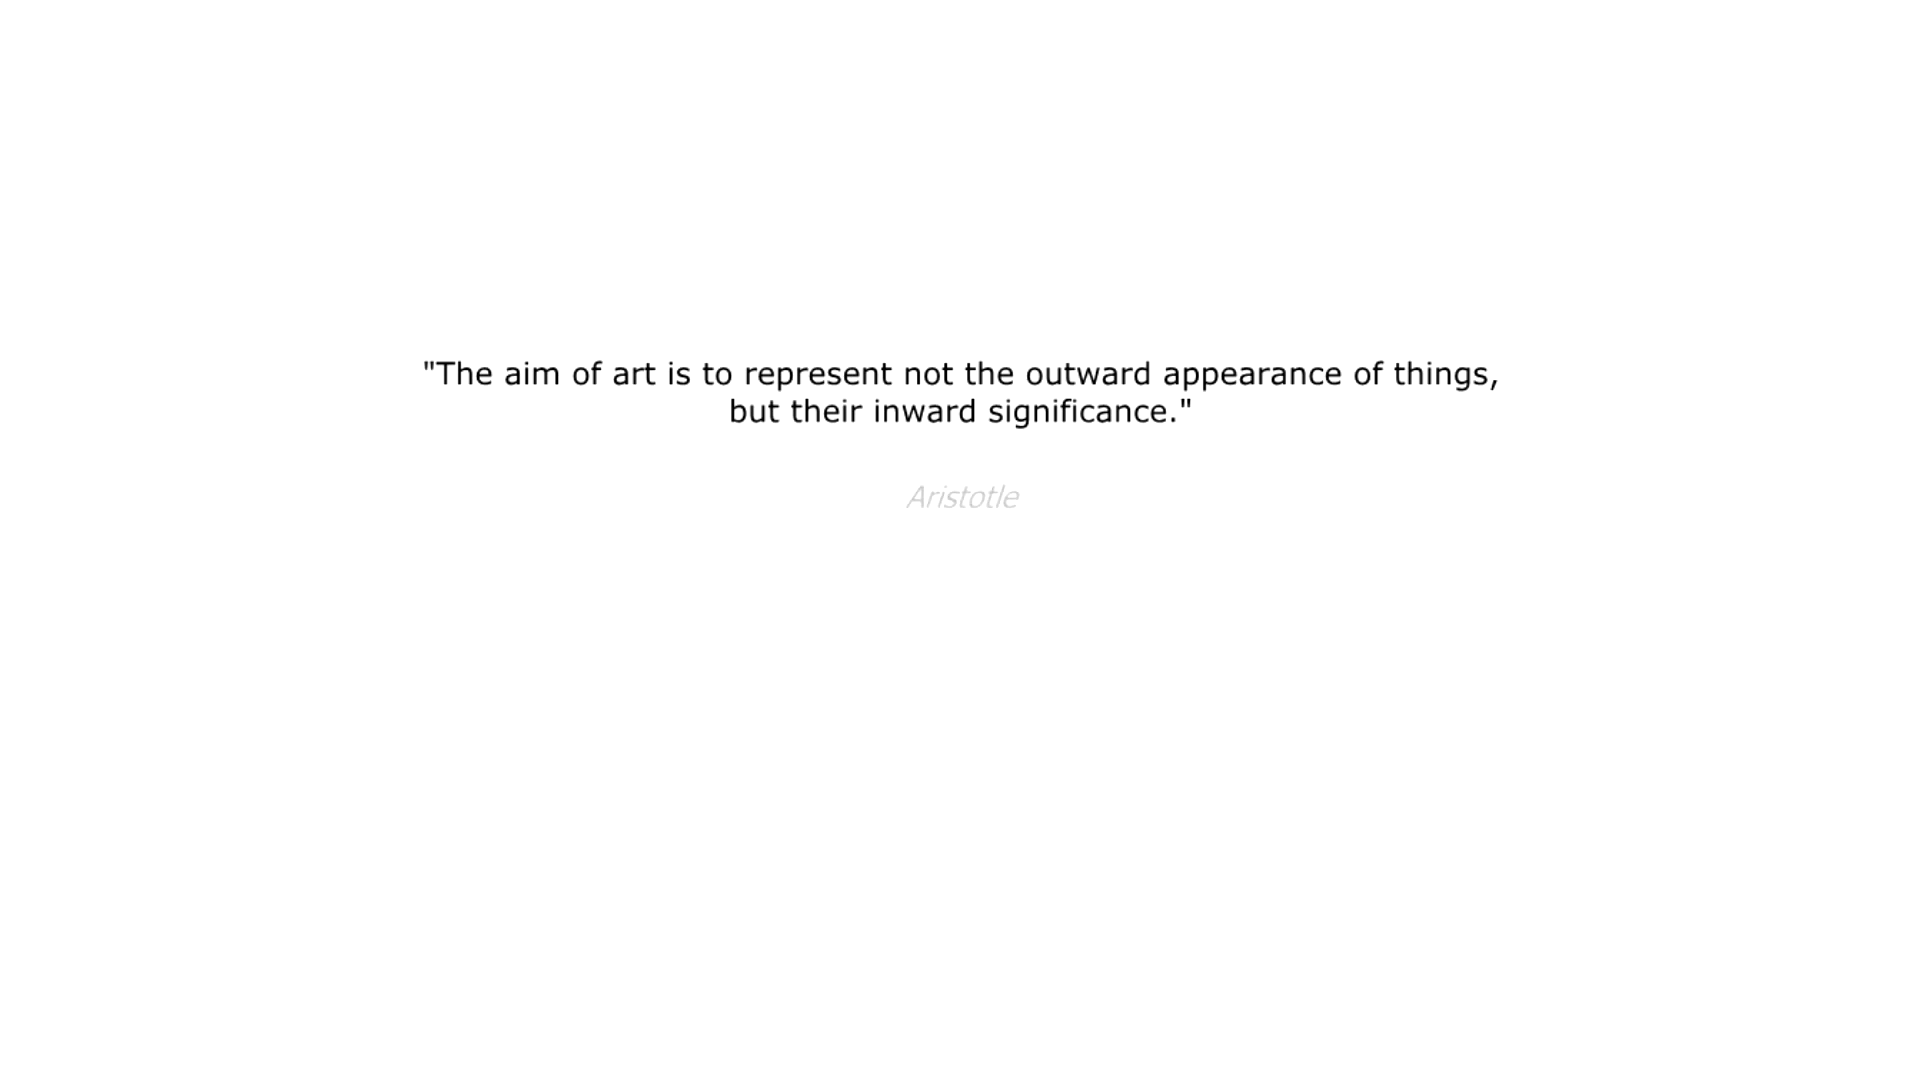 "The aim of art is to represent not the outward appearance of things,
but their inward significance."
Aristotle